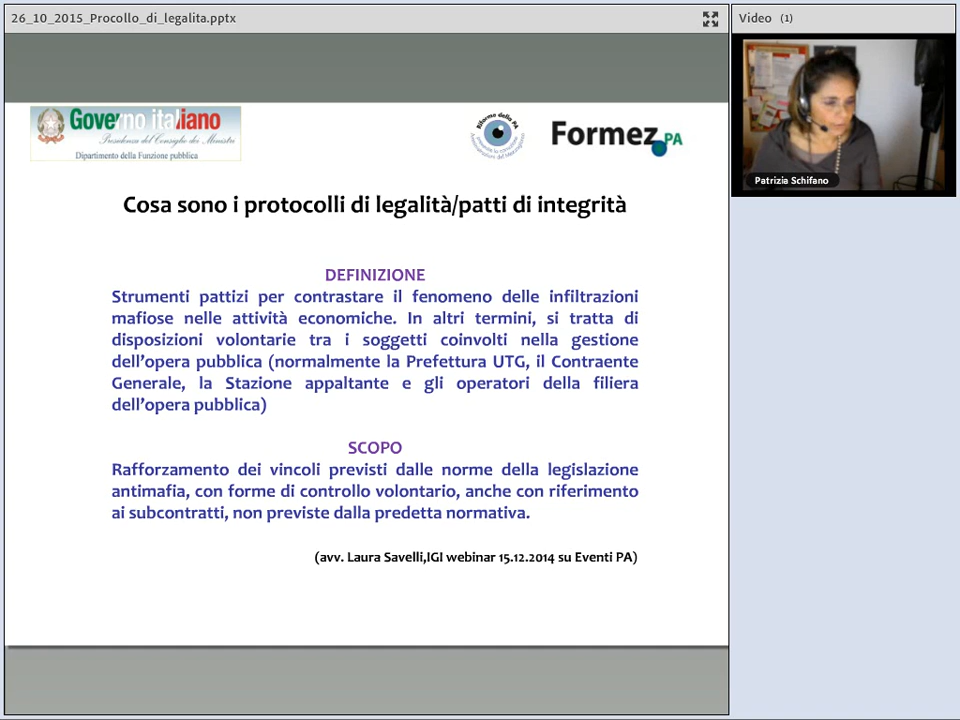 26_10_2015_Procollo_di_legalita.pptx
Video (1)
Governo italiano
Presidenza del Consiglio dei Ministri
Dipartimento della Funzione pubblica
Riforme della PA
Formez PA
Patrizia Schifano
Cosa sono i protocolli di legalità/patti di integrità
DEFINIZIONE
Strumenti pattizi per contrastare il fenomeno delle infiltrazioni
mafiose nelle attività economiche. In altri termini, si tratta di
disposizioni volontarie tra i soggetti coinvolti nella gestione
dell'opera pubblica (normalmente la Prefettura UTG, il Contraente
Generale, la Stazione appaltante e gli operatori della filiera
dell'opera pubblica)
SCOPO
Rafforzamento dei vincoli previsti dalle norme della legislazione
antimafia, con forme di controllo volontario, anche con riferimento
ai subcontratti, non previste dalla predetta normativa.
(avv. Laura Savelli,IGI webinar 15.12.2014 su Eventi PA)